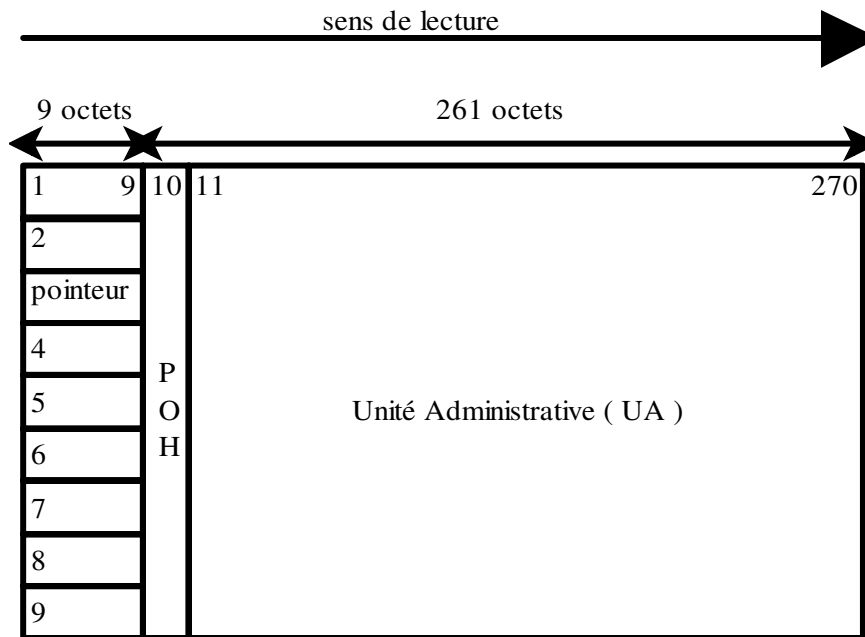 sens de lecture
9 octets 261 octets
1 9 10 11 270
2
pointeur
4
5
6
7
8
9
P
O
H
Unité Administrative ( UA )